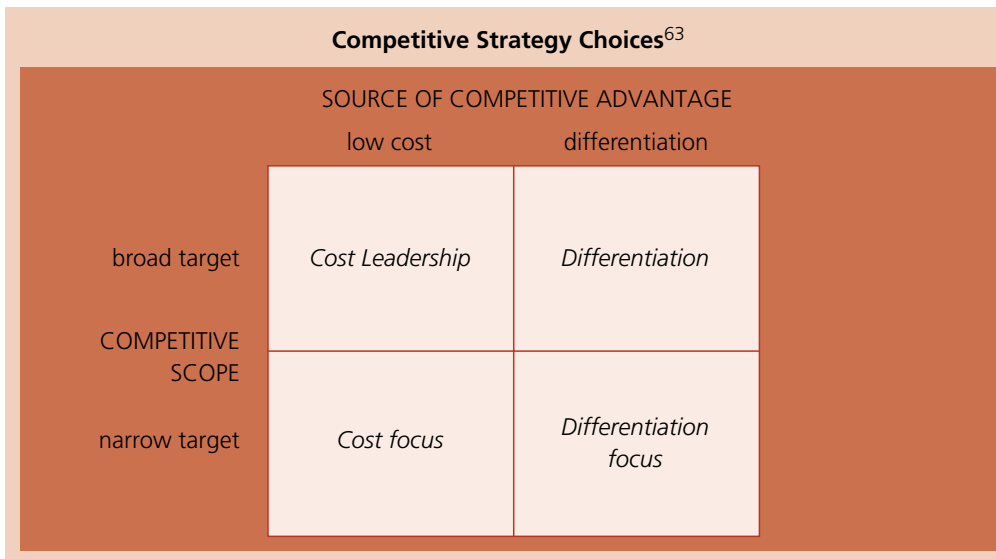 Competitive Strategy Choices63
SOURCE OF COMPETITIVE ADVANTAGE
low cost differentiation
broad target Cost Leadership Differentiation
COMPETITIVE
SCOPE
narrow target Cost focus Differentiation
focus